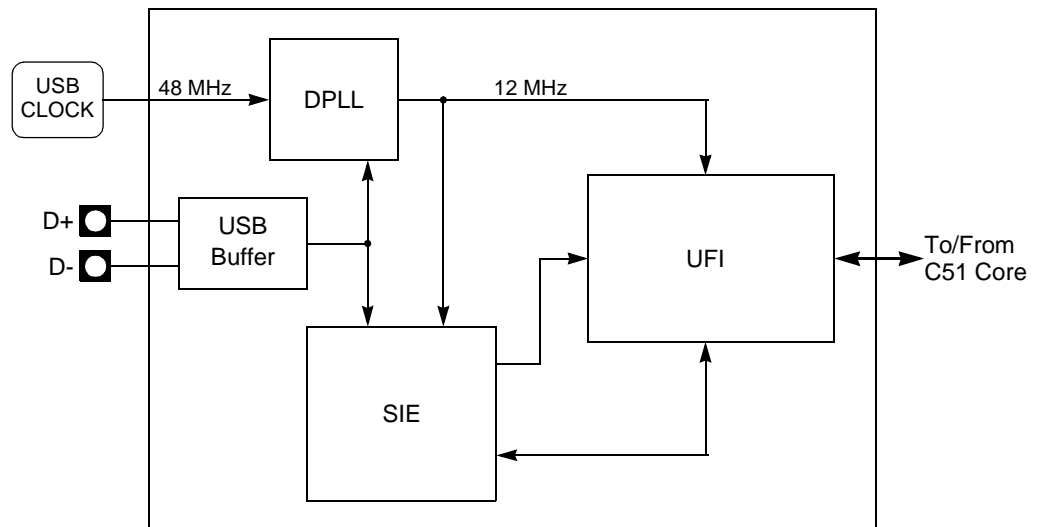 USB
CLOCK
48 MHz
DPLL
12 MHz
D+
D-
USB
Buffer
UFI
To/From
C51 Core
SIE